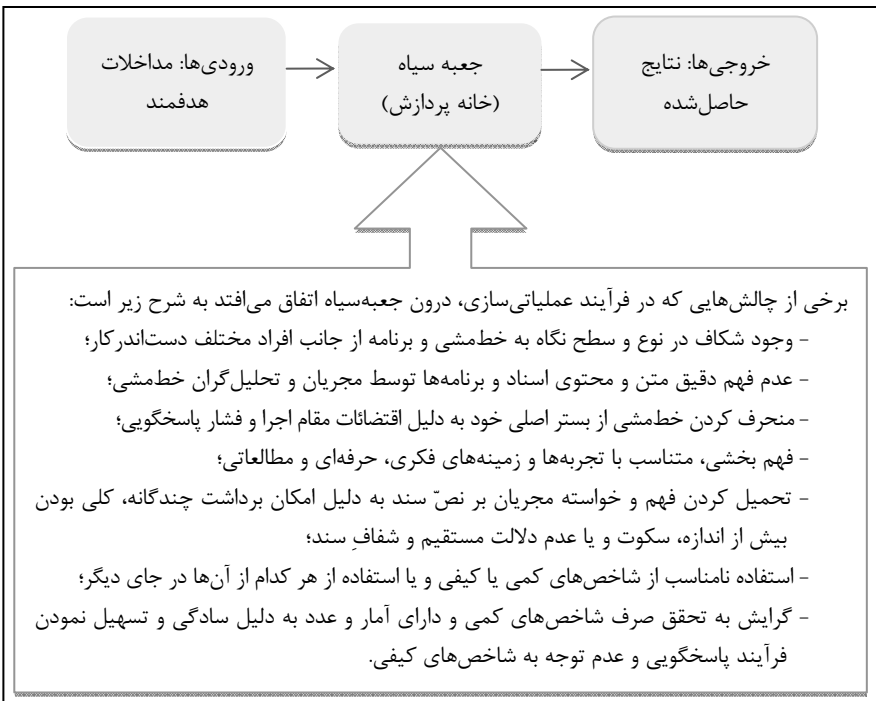 ورودی‌ها: مداخلات
هدفمند
جعبه سیاه
(خانه پردازش)
خروجی‌ها: نتایج
حاصل‌شده
برخی از چالش‌هایی که در فرآیند عملیاتی‌سازی، درون جعبه‌سیاه اتفاق می‌افتد به شرح زیر است:
- وجود شکاف در نوع و سطح نگاه به خط‌مشی و برنامه از جانب افراد مختلف دست‌اندرکار؛
- عدم فهم دقیق متن و محتوی اسناد و برنامه‌ها توسط مجریان و تحلیل‌گران خط‌مشی؛
- منحرف کردن خط‌مشی از بستر اصلی خود به دلیل اقتضائات مقام اجرا و فشار پاسخگویی؛
- فهم بخشی، متناسب با تجربه‌ها و زمینه‌های فکری، حرفه‌ای و مطالعاتی؛
- تحمیل کردن فهم و خواسته مجریان بر نصّ سند به دلیل امکان برداشت چندگانه، کلی بودن
بیش از اندازه، سکوت و یا عدم دلالت مستقیم و شفافِ سند؛
- استفاده نامناسب از شاخص‌های کمی یا کیفی و یا استفاده از هر کدام از آن‌ها در جای دیگر؛
- گرایش به تحقق صرف شاخص‌های کمی و دارای آمار و عدد به دلیل سادگی و تسهیل نمودن
فرآیند پاسخگویی و عدم توجه به شاخص‌های کیفی.